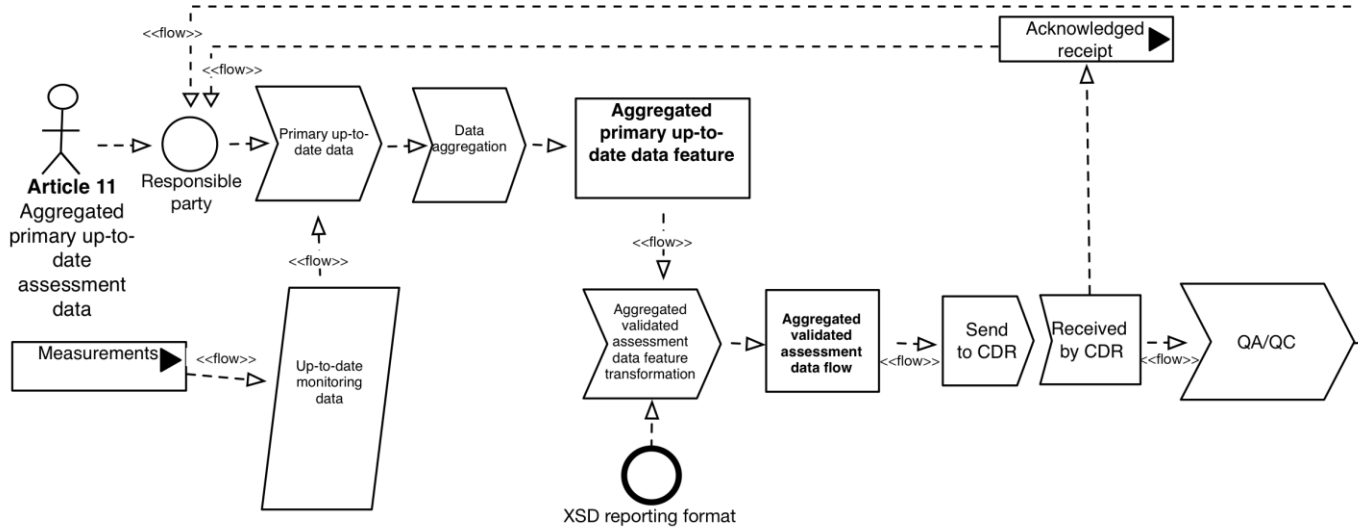 <<flow>>
Acknowledged
receipt
<<flow>>
Article 11
Aggregated
primary up-to-
date
assessment
data
Responsible
party
Primary up-to-
date data
Data
aggregation
Aggregated
primary up-to-
date data feature
<<flow>>
<<flow>>
Measurements
<<flow>>
Up-to-date
monitoring
data
Aggregated
validated
assessment
data feature
transformation
Aggregated
validated
assessment
data flow
<<flow>>
Send
to CDR
Received
by CDR
<<flow>>
QA/QC
XSD reporting format